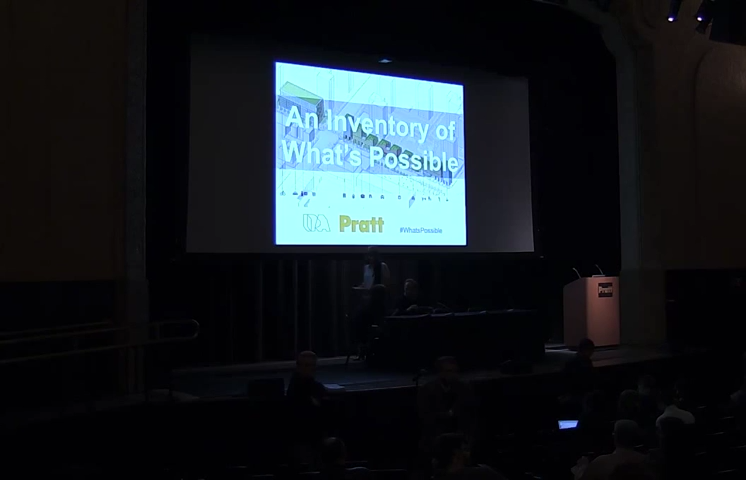 An Inventory of
What's Possible
Pratt
#WhatsPossible
Pratt